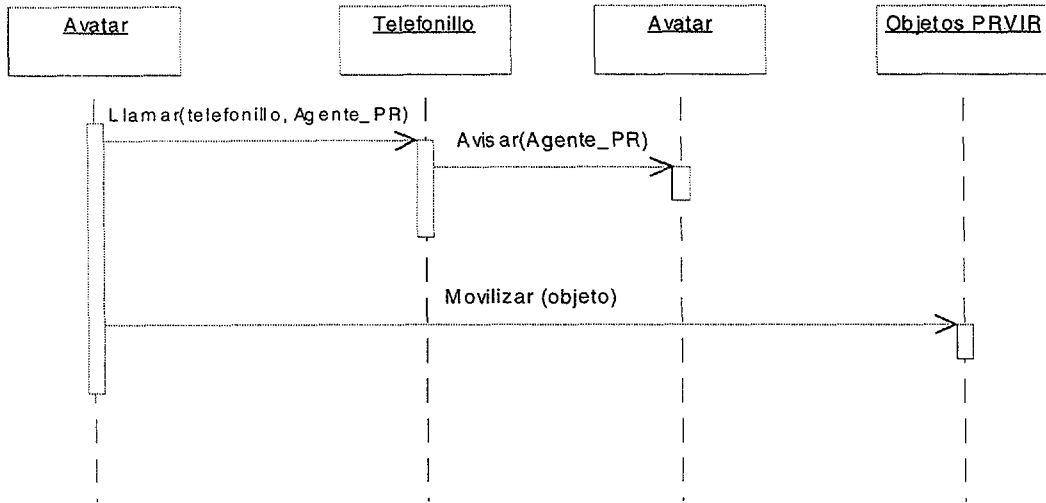 Avatar
Telefonillo
Avatar
Objetos PRVIR
Llamar(telefonillo, Agente_PR)
Avisar(Agente_PR)
Movilizar (objeto)